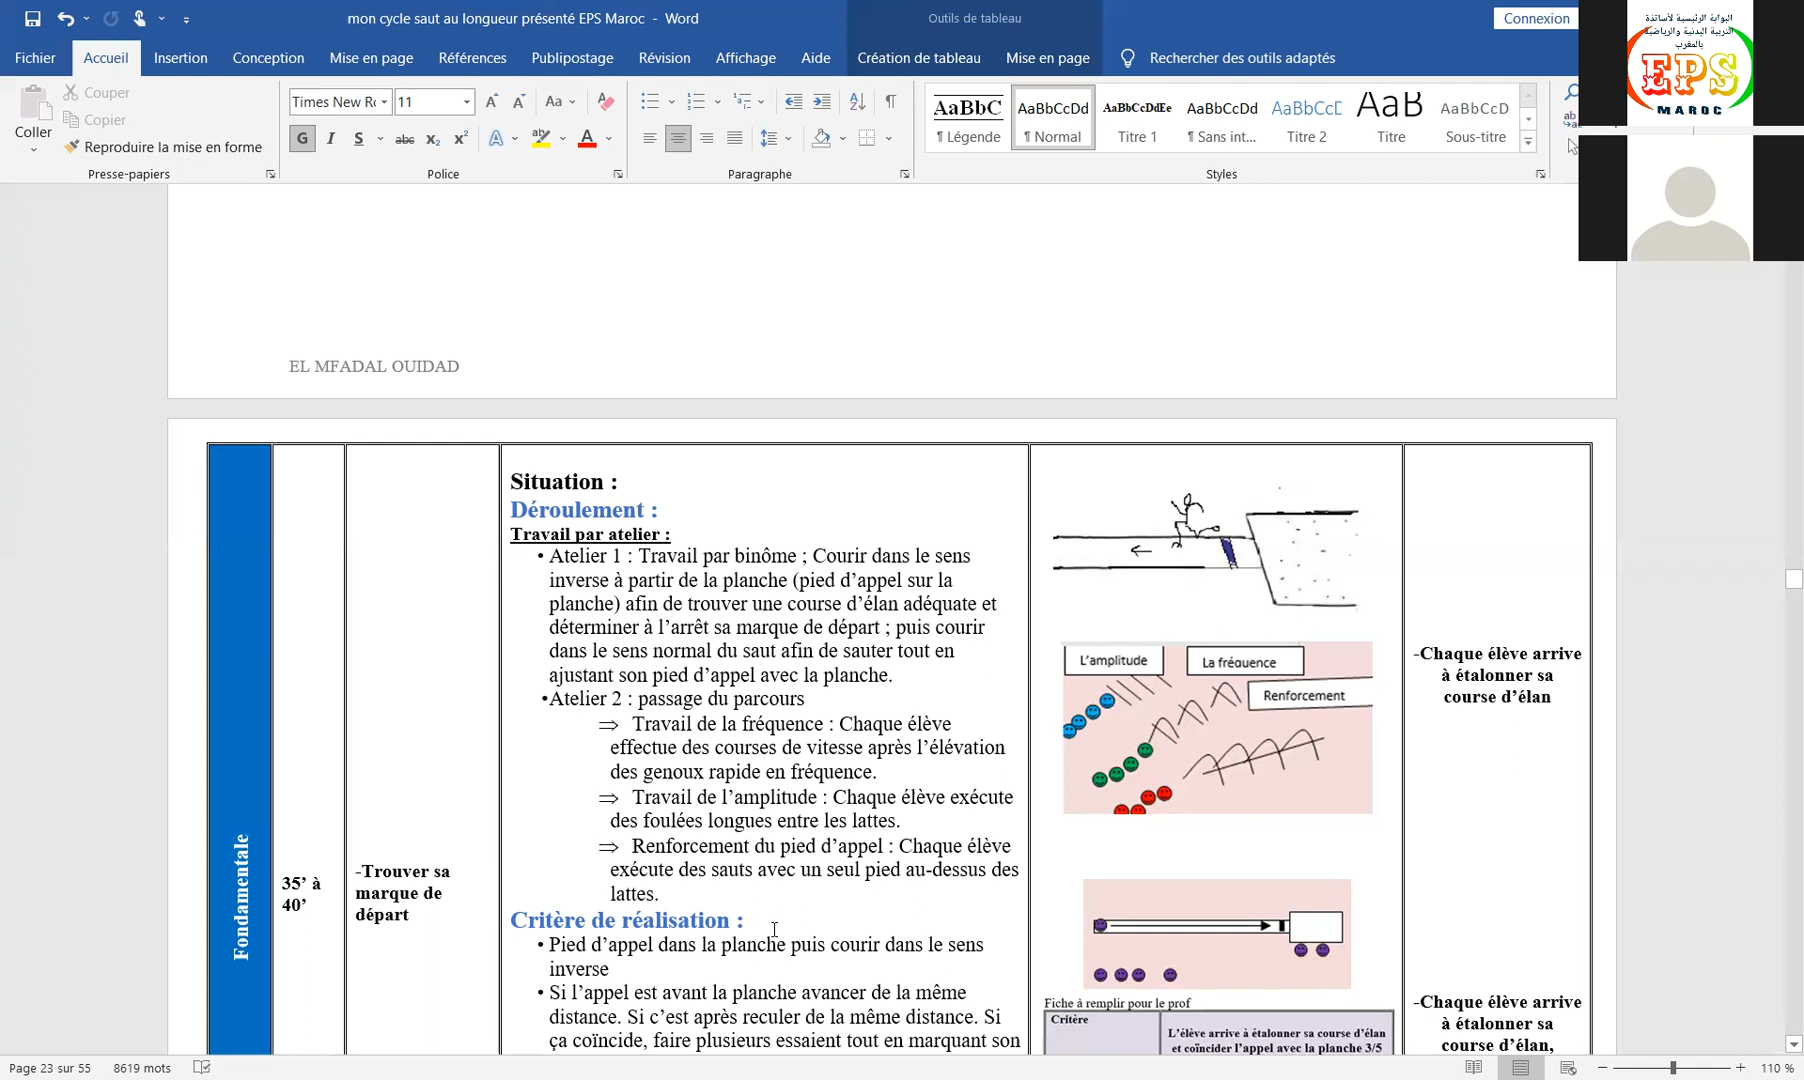 mon cycle saut au longueur présenté EPS Maroc - Word
Outils de tableau
Connexion
Fichier
Accueil
Insertion
Conception
Mise en page
Références
Publipostage
Révision
Affichage
Aide
Création de tableau
Mise en page
Rechercher des outils adaptés
Coller
Couper
Copier
Reproduire la mise en forme
Presse-papiers
Times New Ro
11
Police
Paragraphe
AaBbC
¶ Légende
AaBbCcDd
¶ Normal
AaBbCcDdEe
Titre 1
AaBbCcDd
¶ Sans int...
AaBbCcD
Titre 2
AaB
Titre
AaBbCcD
Sous-titre
Styles
البوابة الرئيسية لأساتذة
التربية البدنية والرياضية
بالمغرب
EPS
MAROC
EL MFADAL OUIDAD
Fondamentale
35’ à
40’
-Trouver sa
marque de
départ
Situation :
Déroulement :
Travail par atelier :
• Atelier 1 : Travail par binôme ; Courir dans le sens
inverse à partir de la planche (pied d’appel sur la
planche) afin de trouver une course d’élan adéquate et
déterminer à l’arrêt sa marque de départ ; puis courir
dans le sens normal du saut afin de sauter tout en
ajustant son pied d’appel avec la planche.
•Atelier 2 : passage du parcours
⇒ Travail de la fréquence : Chaque élève
effectue des courses de vitesse après l’élévation
des genoux rapide en fréquence.
⇒ Travail de l’amplitude : Chaque élève exécute
des foulées longues entre les lattes.
⇒ Renforcement du pied d’appel : Chaque élève
exécute des sauts avec un seul pied au-dessus des
lattes.
Critère de réalisation :
• Pied d’appel dans la planche puis courir dans le sens
inverse
• Si l’appel est avant la planche avancer de la même
distance. Si c’est après reculer de la même distance. Si
ça coïncide, faire plusieurs essaient tout en marquant son
L’amplitude
La fréquence
Renforcement
Fiche à remplir pour le prof
Critère
L’élève arrive à étalonner sa course d’élan
et coïncider l’appel avec la planche 3/5
-Chaque élève arrive
à étalonner sa
course d’élan
-Chaque élève arrive
à étalonner sa
course d’élan,
Page 23 sur 55
8619 mots
110 %